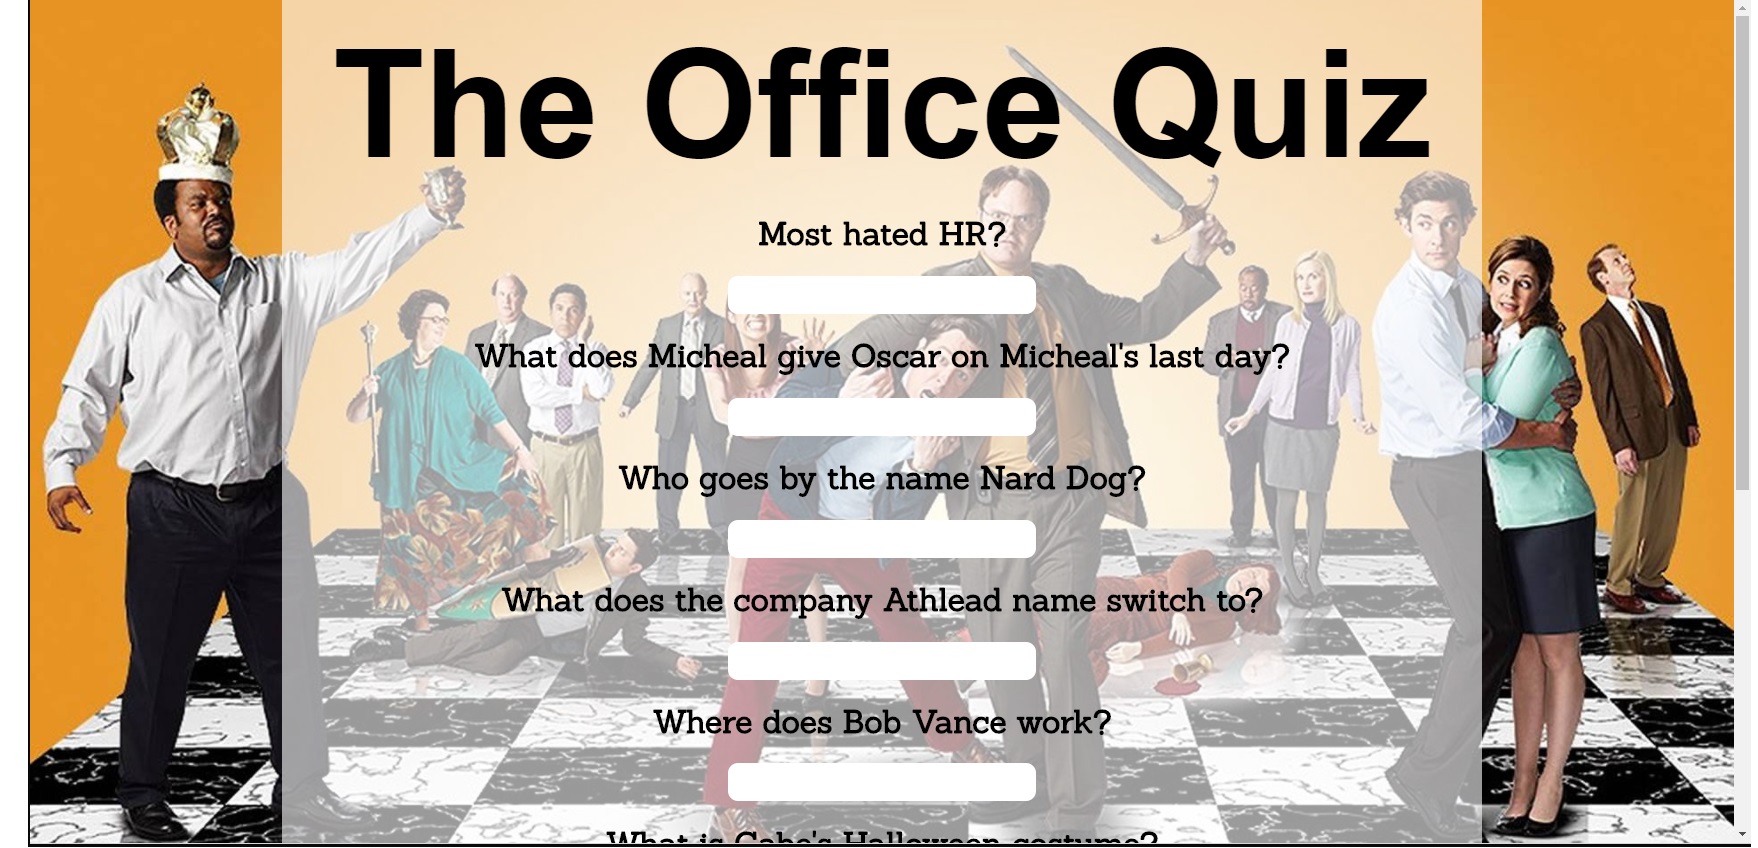 The Office Quiz
Most hated HR?
What does Micheal give Oscar on Micheal's last day?
Who goes by the name Nard Dog?
What does the company Athlead name switch to?
Where does Bob Vance work?
What is Gabe's Halloween costume?